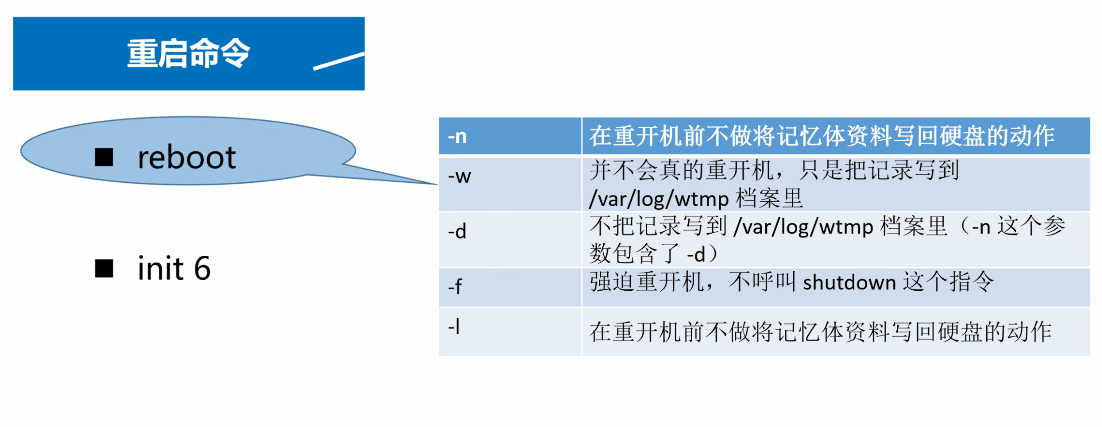 重启命令
■ reboot
■ init 6
-n 在重开机前不做将记忆体资料写回硬盘的动作
-w 并不会真的重开机，只是把记录写到
/var/log/wtmp 档案里
-d 不把记录写到 /var/log/wtmp 档案里（-n 这个参
数包含了 -d）
-f 强迫重开机，不呼叫 shutdown 这个指令
-l 在重开机前不做将记忆体资料写回硬盘的动作